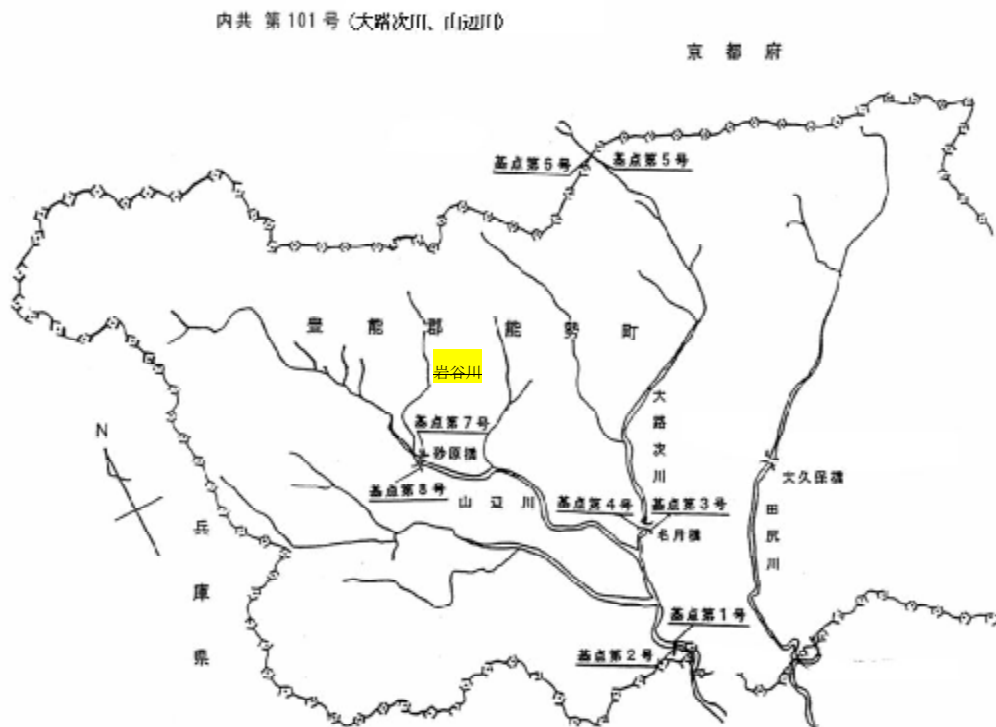 内共 第101号 (大路次川、山辺川)
京都府
基点第6号
基点第5号
豊能郡能勢町
岩谷川
大路次川
基点第7号
砂原橋
基点第8号
山辺川
基点第4号
基点第3号
名月橋
大久保橋
田尻川
N
兵庫県
基点第1号
基点第2号